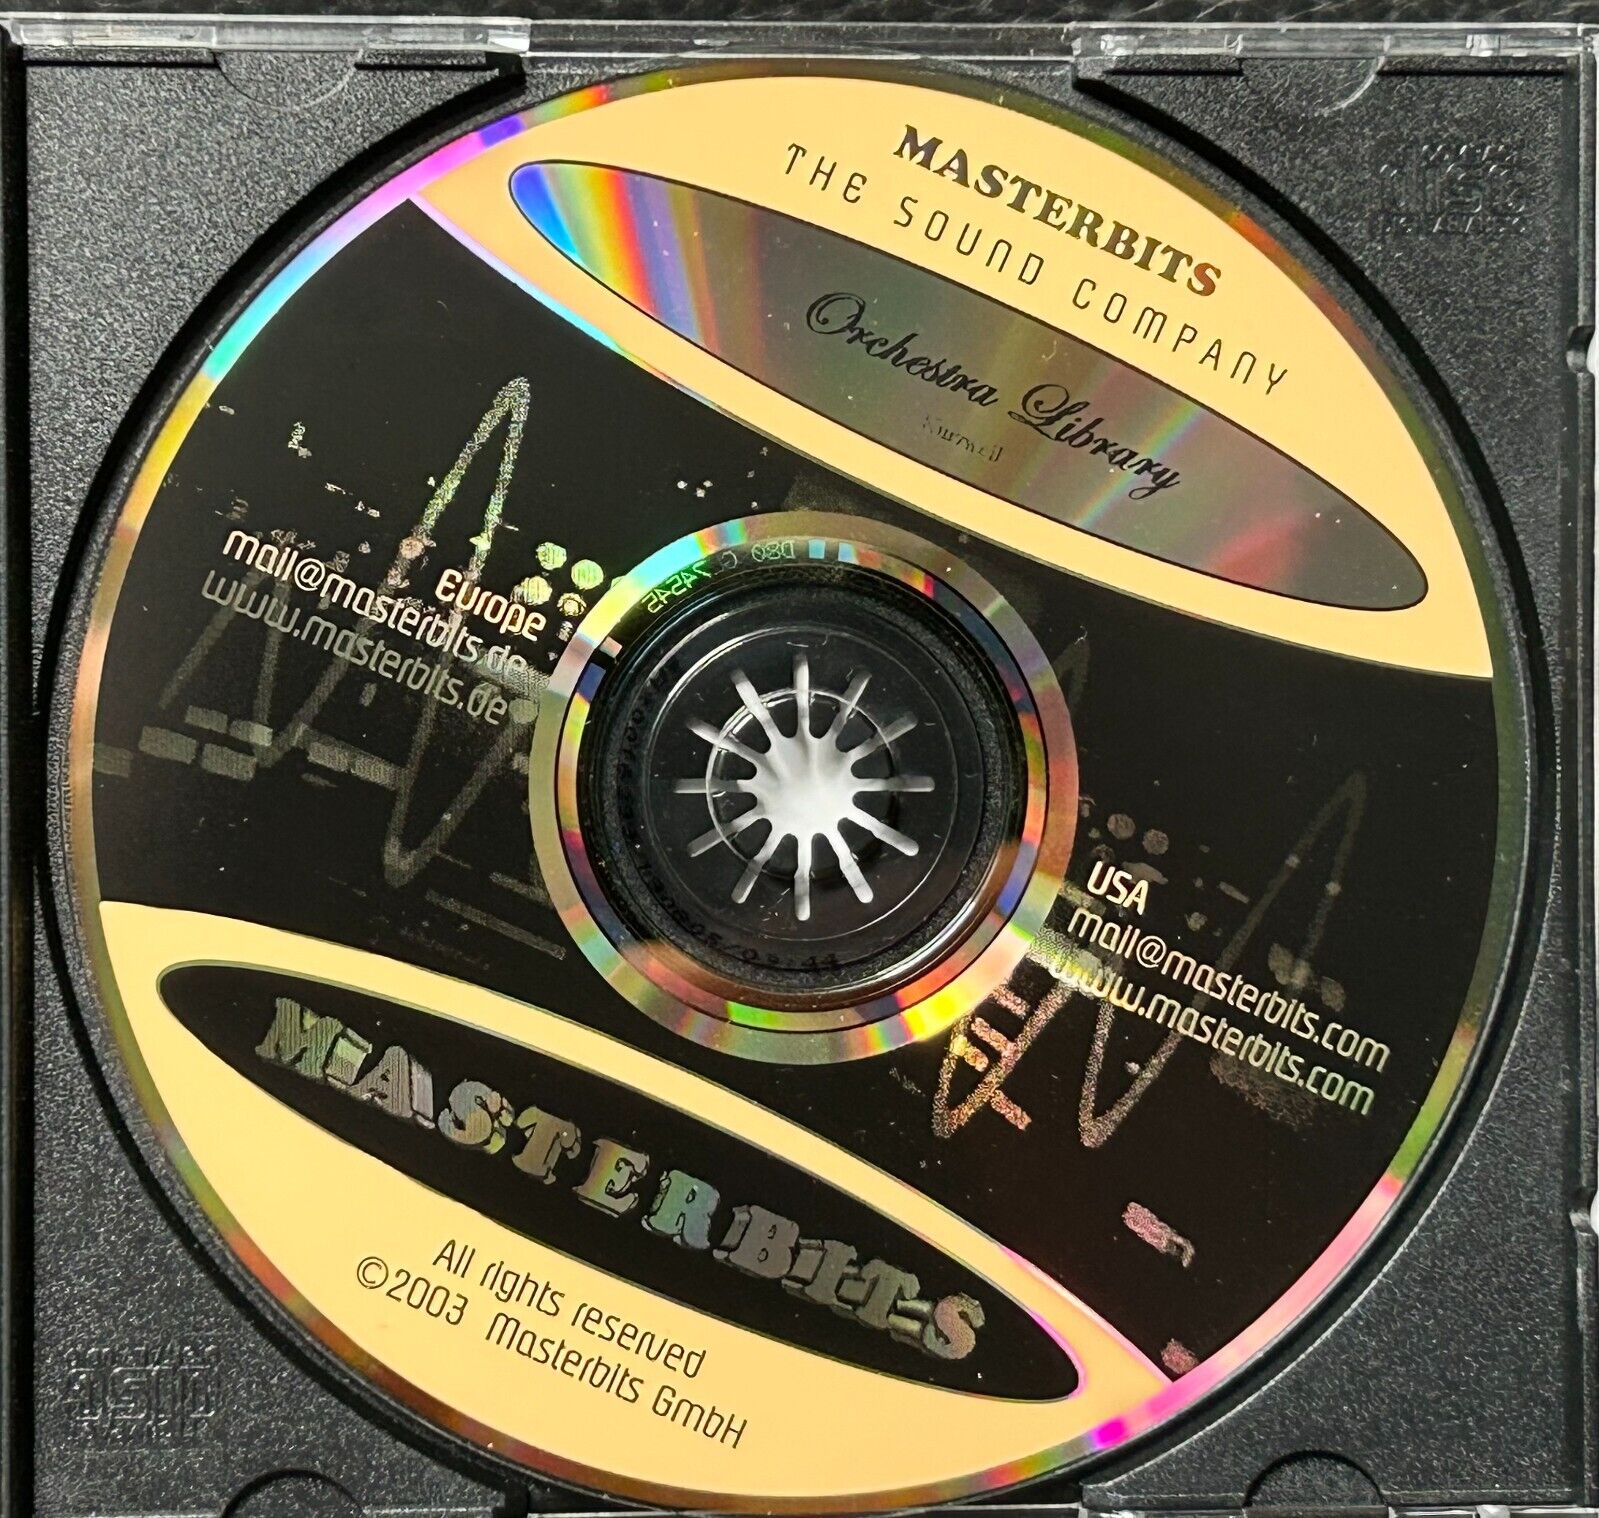 MASTERBITS
THE SOUND COMPANY
Orchestra Library
Kurzweil
Europe
mail@masterbits.de
www.masterbits.de
USA
mail@masterbits.com
www.masterbits.com
MASTERBITS
All rights reserved
©2003 Masterbits GmbH